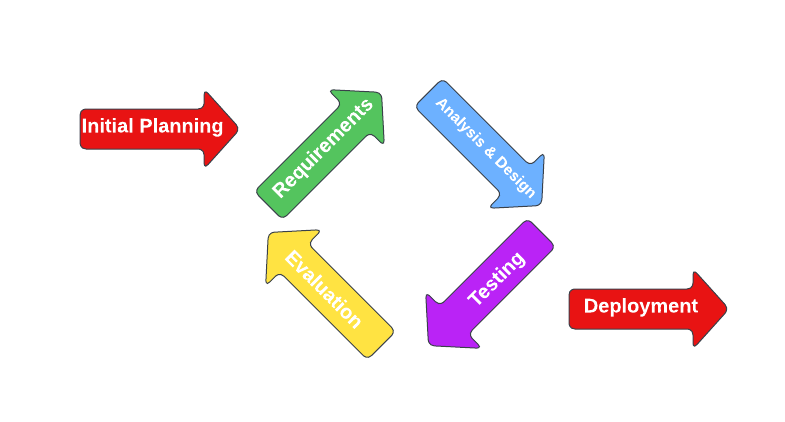 Initial Planning
Requirements
Analysis & Design
Testing
Evaluation
Deployment